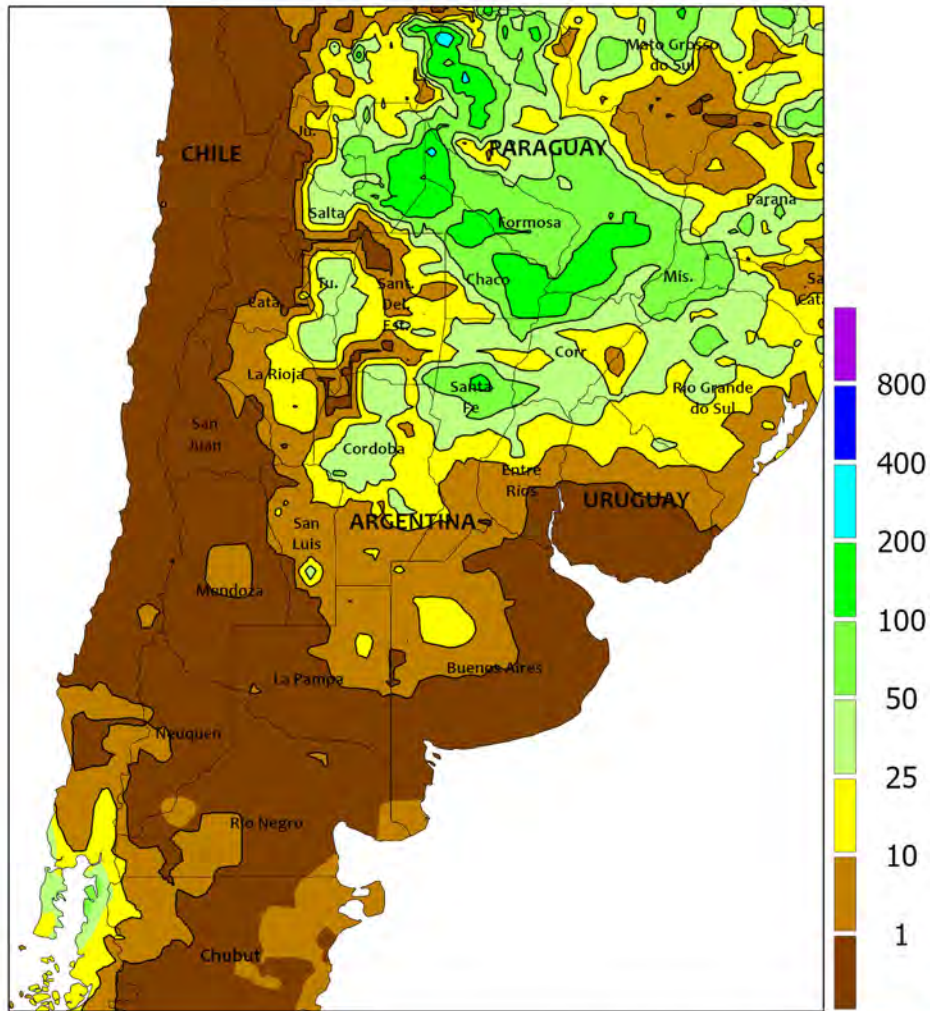 Mato Grosso
do Sul
Ju.
CHILE
PARAGUAY
Parana
Salta
Formosa
Tu.
Sant.
Del
Est.
Chaco
Mis.
Sa
Cata.
Cata.
Corr
La Rioja
Santa
Fe
Rio Grande
do Sul
San
Juan
Cordoba
Entre
Rios
URUGUAY
ARGENTINA
San
Luis
Mendoza
Buenos Aires
La Pampa
Neuquen
Rio Negro
Chubut
800
400
200
100
50
25
10
1